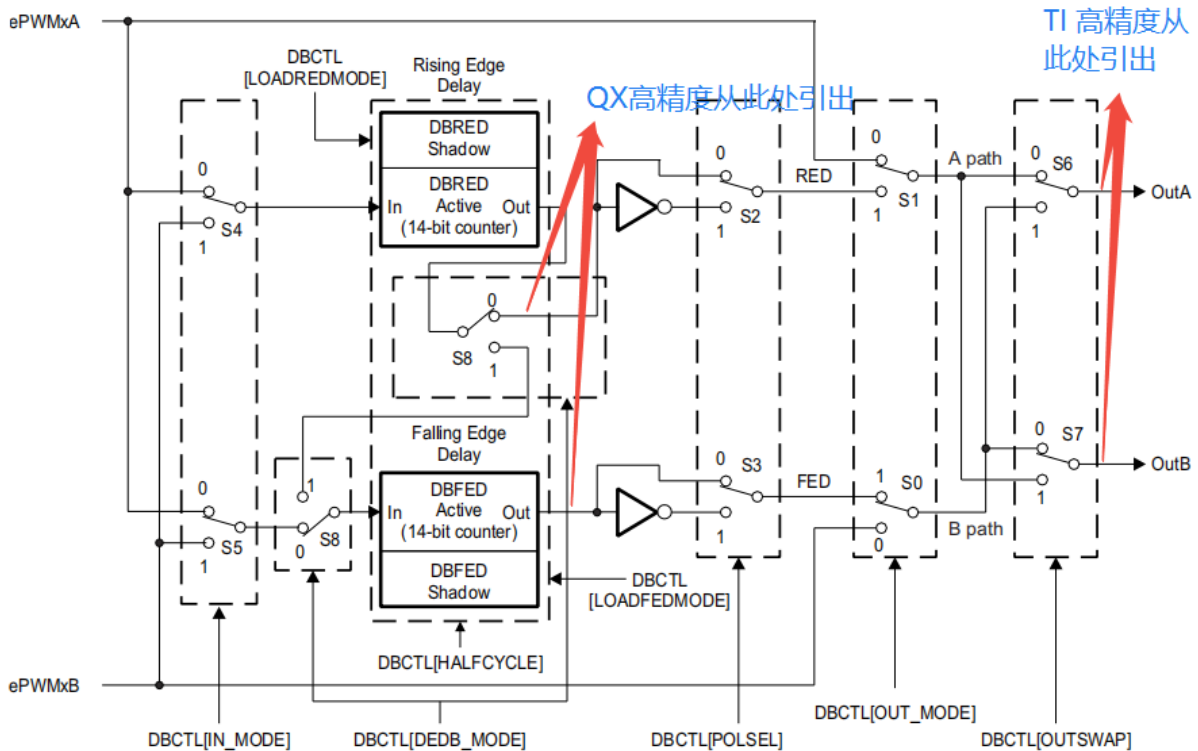 ePWMxA
TI 高精度从
此处引出
DBCTL
[LOADREDMODE]
Rising Edge
Delay
QX高精度从此处引出
DBRED
Shadow
DBRED
In Active Out
(14-bit counter)
0
S4
1
0
S2
1
RED
0
S1
1
A path
0
S6
1
OutA
0
S8
1
Falling Edge
Delay
0
S5
1
1
S8
0
DBFED
In Active Out
(14-bit counter)
DBFED
Shadow
0
S3
1
FED
1
S0
0
B path
0
S7
1
OutB
DBCTL
[LOADFEDMODE]
DBCTL[HALFCYCLE]
ePWMxB
DBCTL[IN_MODE]
DBCTL[DEDB_MODE]
DBCTL[POLSEL]
DBCTL[OUT_MODE]
DBCTL[OUTSWAP]